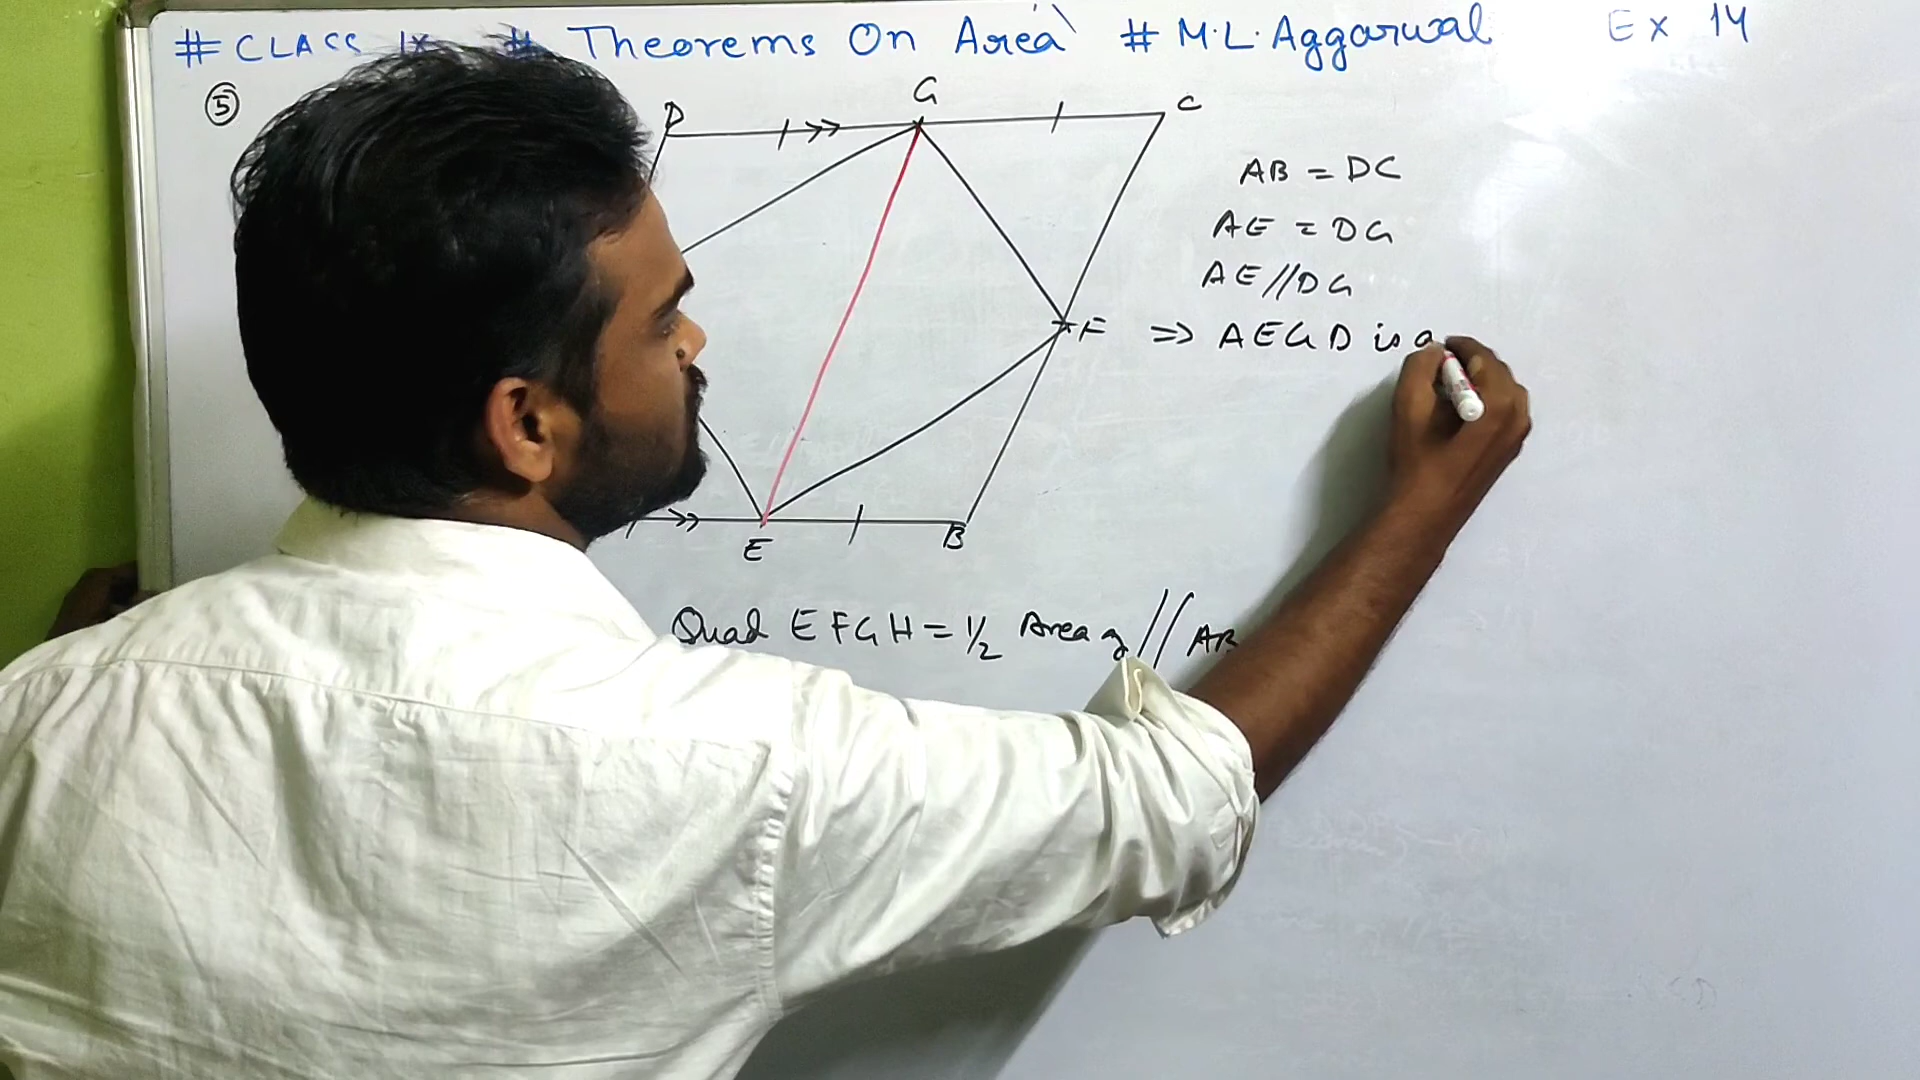 # CLASS IX # Theorems On Area # M.L. Aggarwal Ex 14
5
D G C
AB = DC
AE = DG
AE // DG
F ⇒ AEGD is a
E B
Quad EFGH = 1/2 Area of // AB